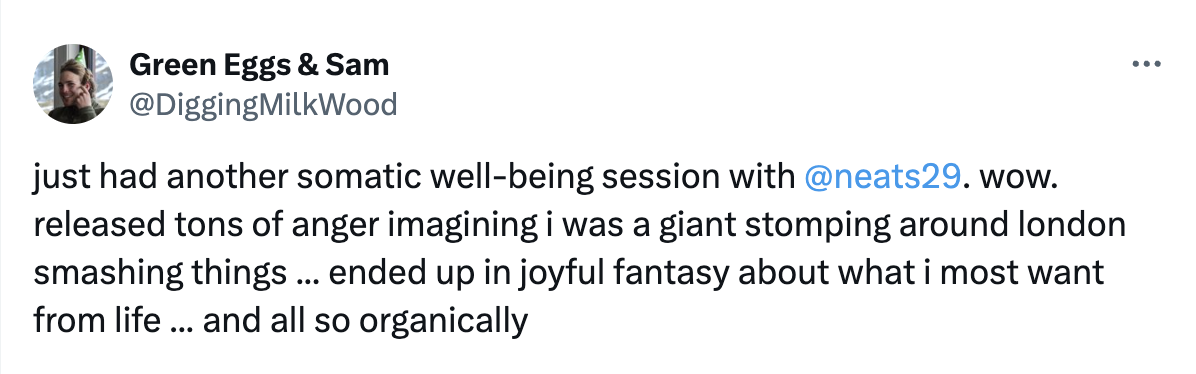 Green Eggs & Sam
@DiggingMilkWood
just had another somatic well-being session with @neats29. wow.
released tons of anger imagining i was a giant stomping around london
smashing things ... ended up in joyful fantasy about what i most want
from life ... and all so organically